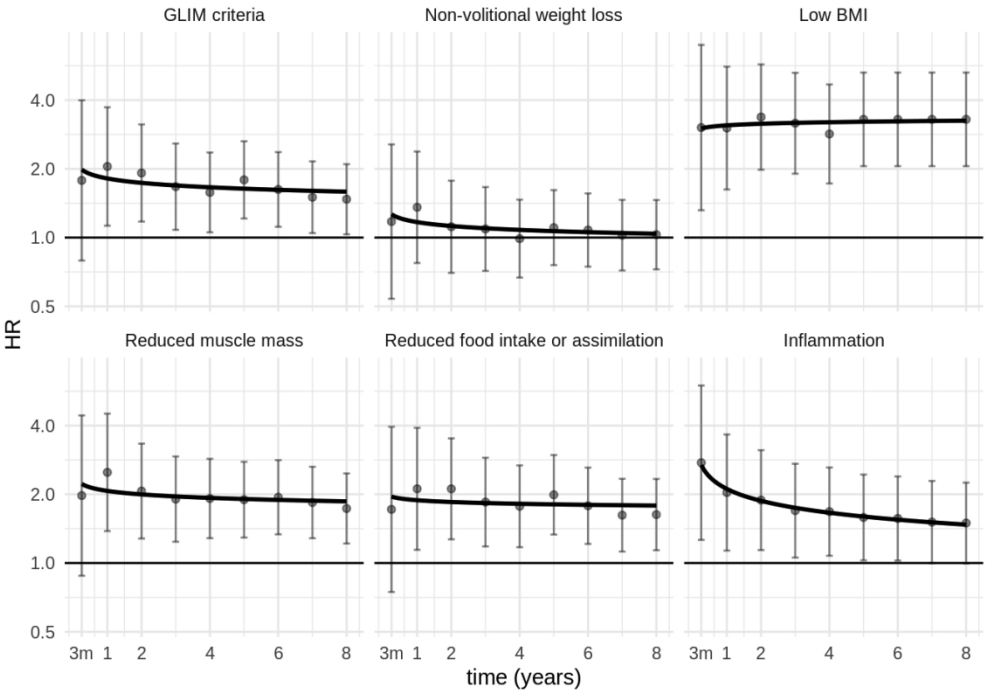 GLIM criteria
Non-volitional weight loss
Low BMI
4.0
2.0
1.0
0.5
HR
Reduced muscle mass
Reduced food intake or assimilation
Inflammation
4.0
2.0
1.0
0.5
3m 1 2 4 6 8
3m 1 2 4 6 8
3m 1 2 4 6 8
time (years)